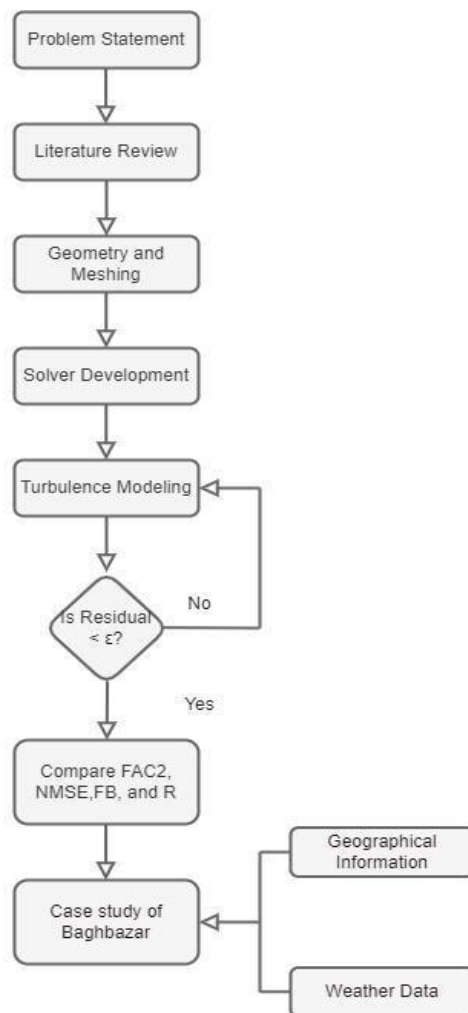 Problem Statement
Literature Review
Geometry and
Meshing
Solver Development
Turbulence Modeling
Is Residual
< ε?
No
Yes
Compare FAC2,
NMSE,FB, and R
Geographical
Information
Case study of
Baghbazar
Weather Data